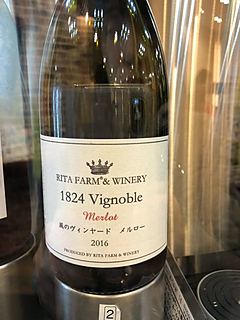 RITA FARM & WINERY
1824 Vignoble
Merlot
風のヴィンヤード メルロー
2016
PRODUCED BY RITA FARM & WINERY
2